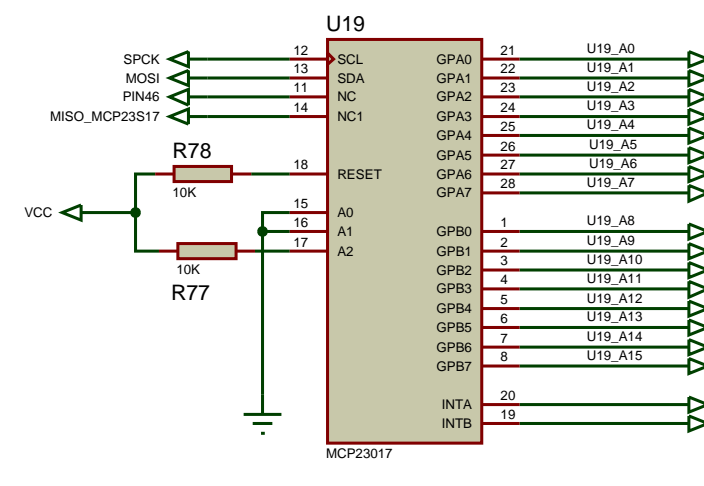 U19
SPCK
12
SCL
GPA0
21
U19_A0
MOSI
13
SDA
GPA1
22
U19_A1
PIN46
11
NC
GPA2
23
U19_A2
MISO_MCP23S17
14
NC1
GPA3
24
U19_A3
GPA4
25
U19_A4
R78
GPA5
26
U19_A5
10K
18
RESET
GPA6
27
U19_A6
GPA7
28
U19_A7
VCC
15
A0
16
A1
GPB0
1
U19_A8
17
A2
GPB1
2
U19_A9
10K
R77
GPB2
3
U19_A10
GPB3
4
U19_A11
GPB4
5
U19_A12
GPB5
6
U19_A13
GPB6
7
U19_A14
GPB7
8
U19_A15
INTA
20
INTB
19
MCP23017